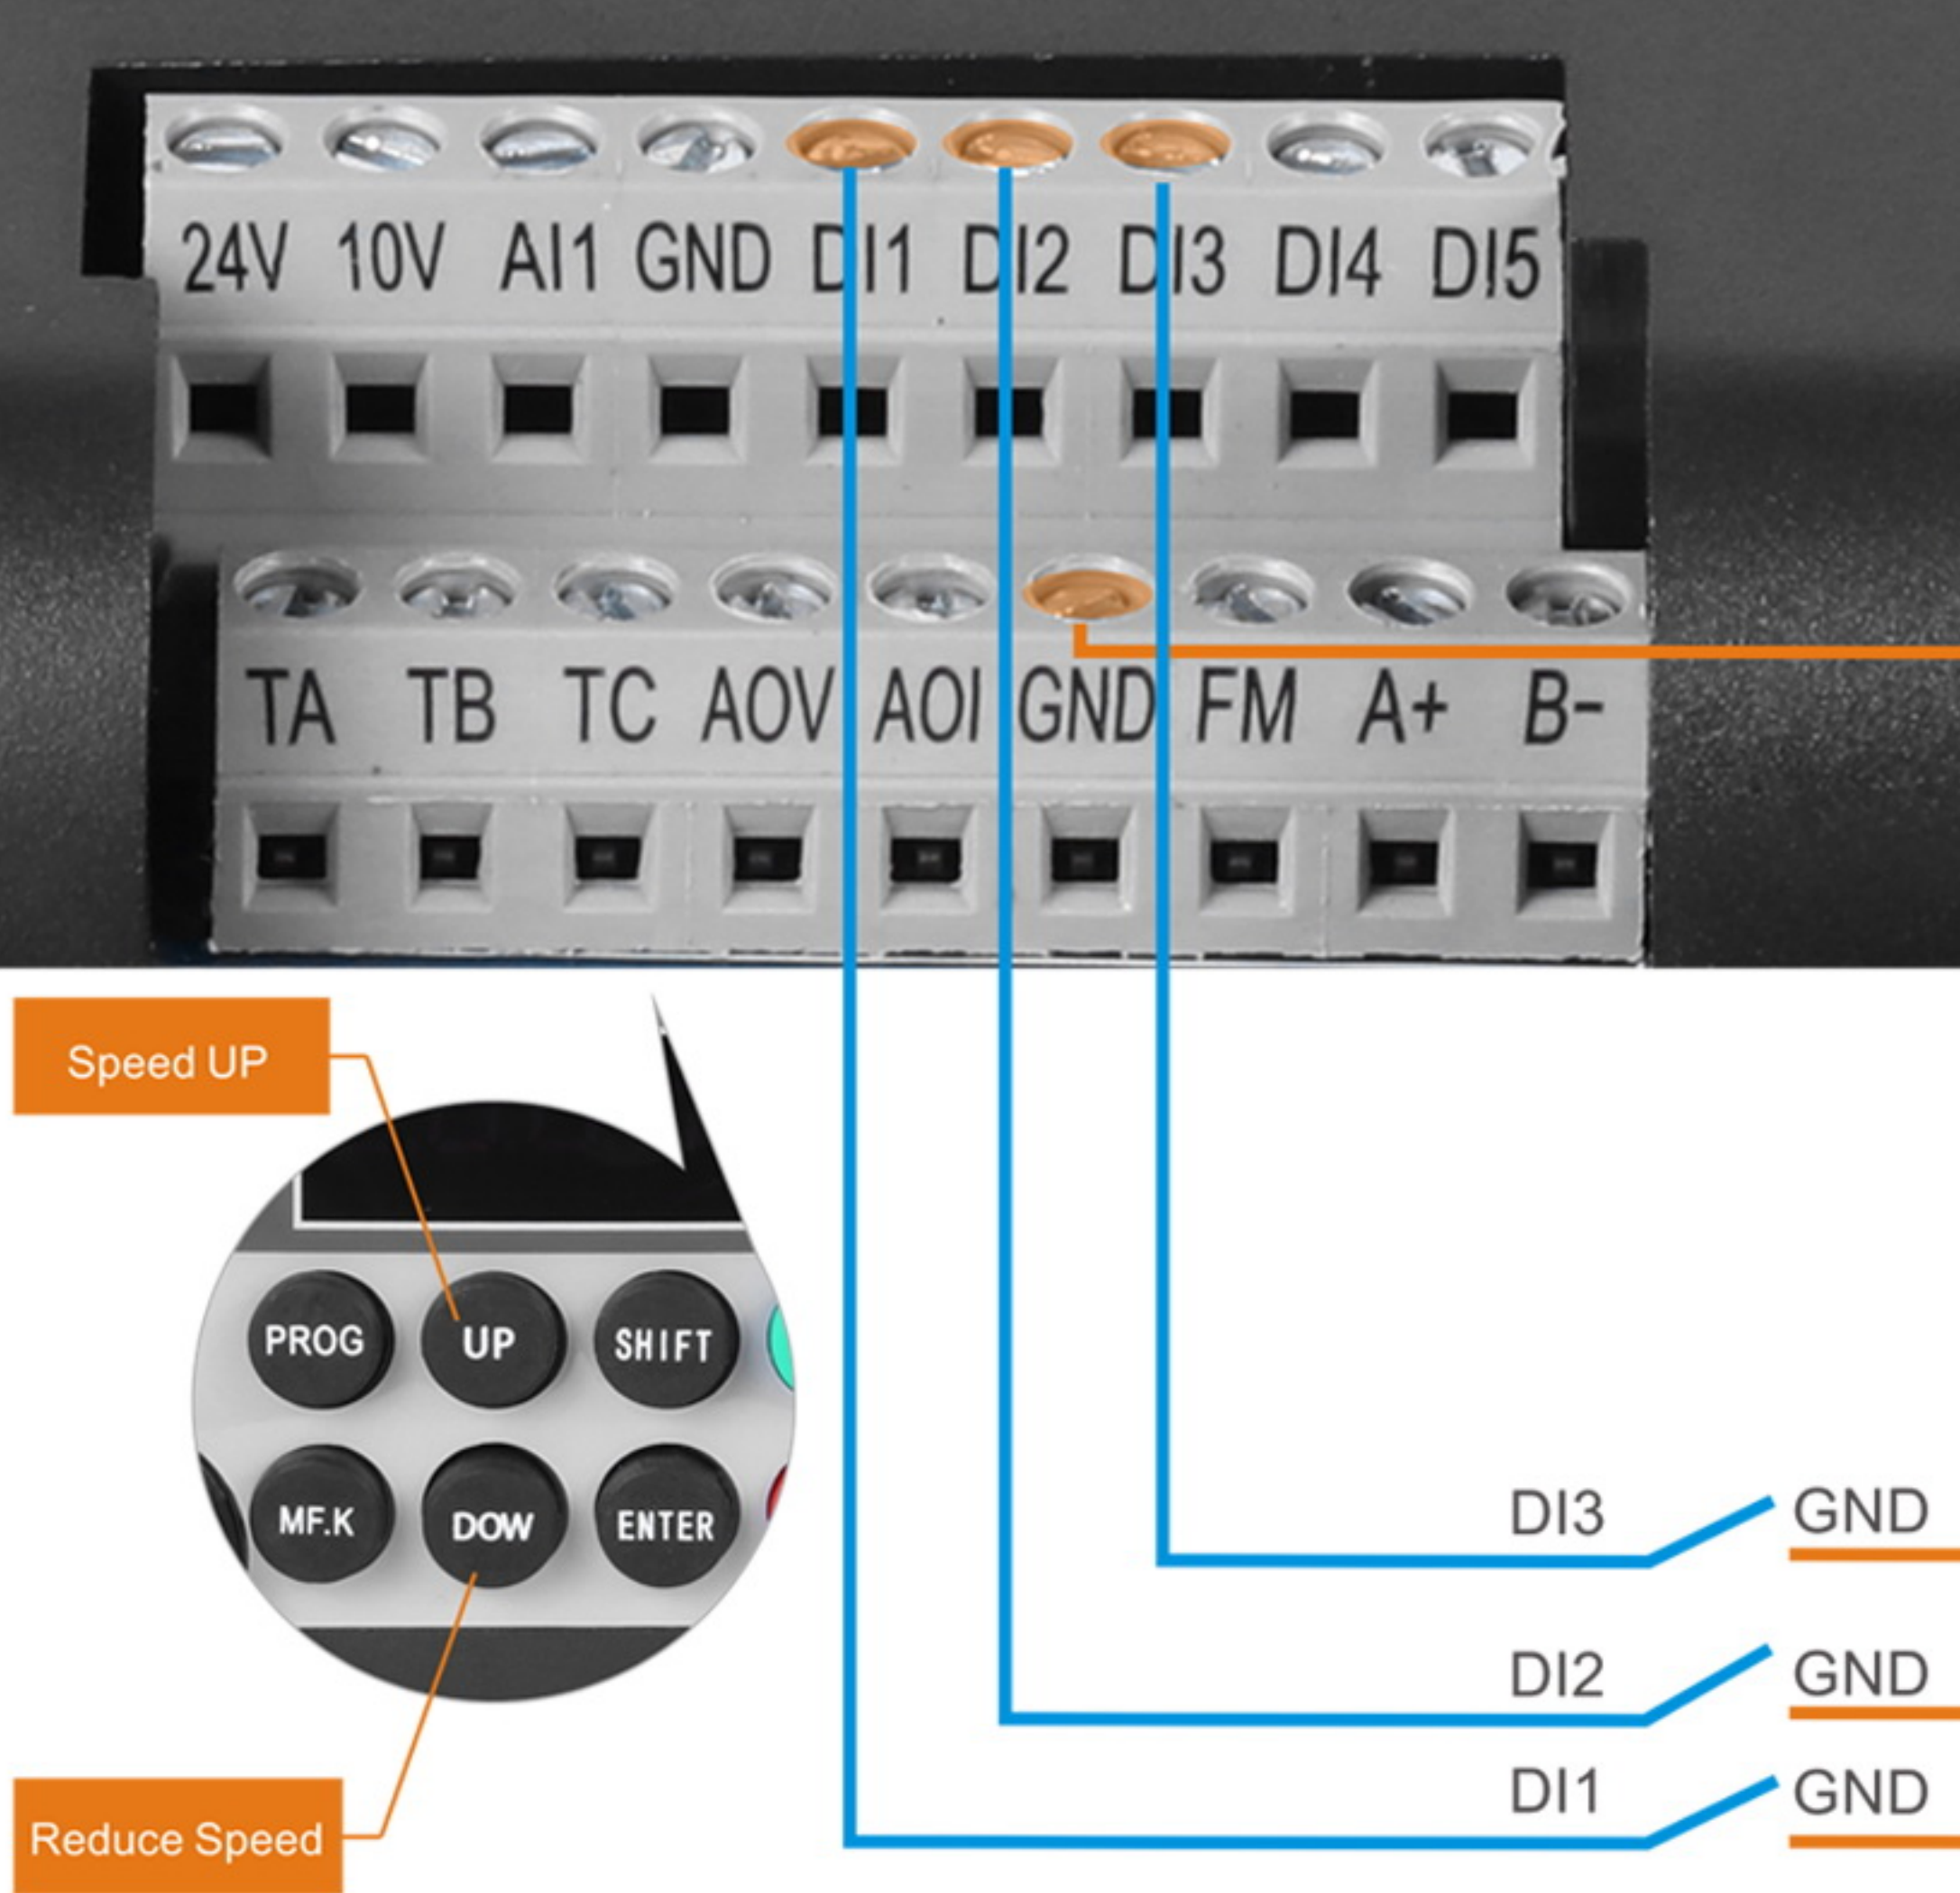 24V 10V AI1 GND DI1 DI2 DI3 DI4 DI5
TA TB TC AOV AOI GND FM A+ B-
Speed UP
PROG UP SHIFT
MF.K DOW ENTER
Reduce Speed
DI3 GND
DI2 GND
DI1 GND